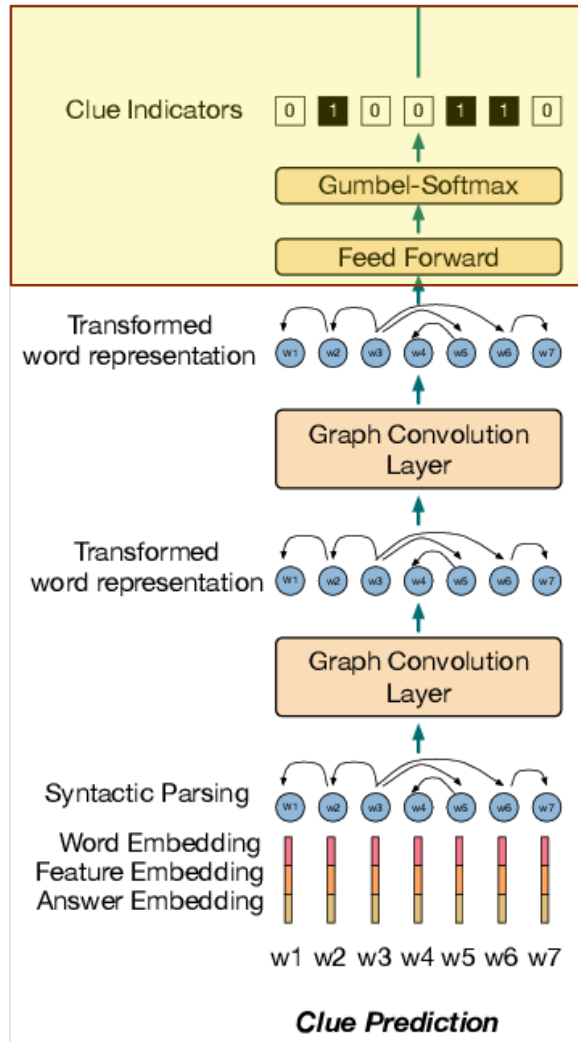 Clue Indicators 0 1 0 0 1 1 0
Gumbel-Softmax
Feed Forward
Transformed
word representation
w1 w2 w3 w4 w5 w6 w7
Graph Convolution
Layer
Transformed
word representation
w1 w2 w3 w4 w5 w6 w7
Graph Convolution
Layer
Syntactic Parsing
w1 w2 w3 w4 w5 w6 w7
Word Embedding
Feature Embedding
Answer Embedding
w1 w2 w3 w4 w5 w6 w7
Clue Prediction